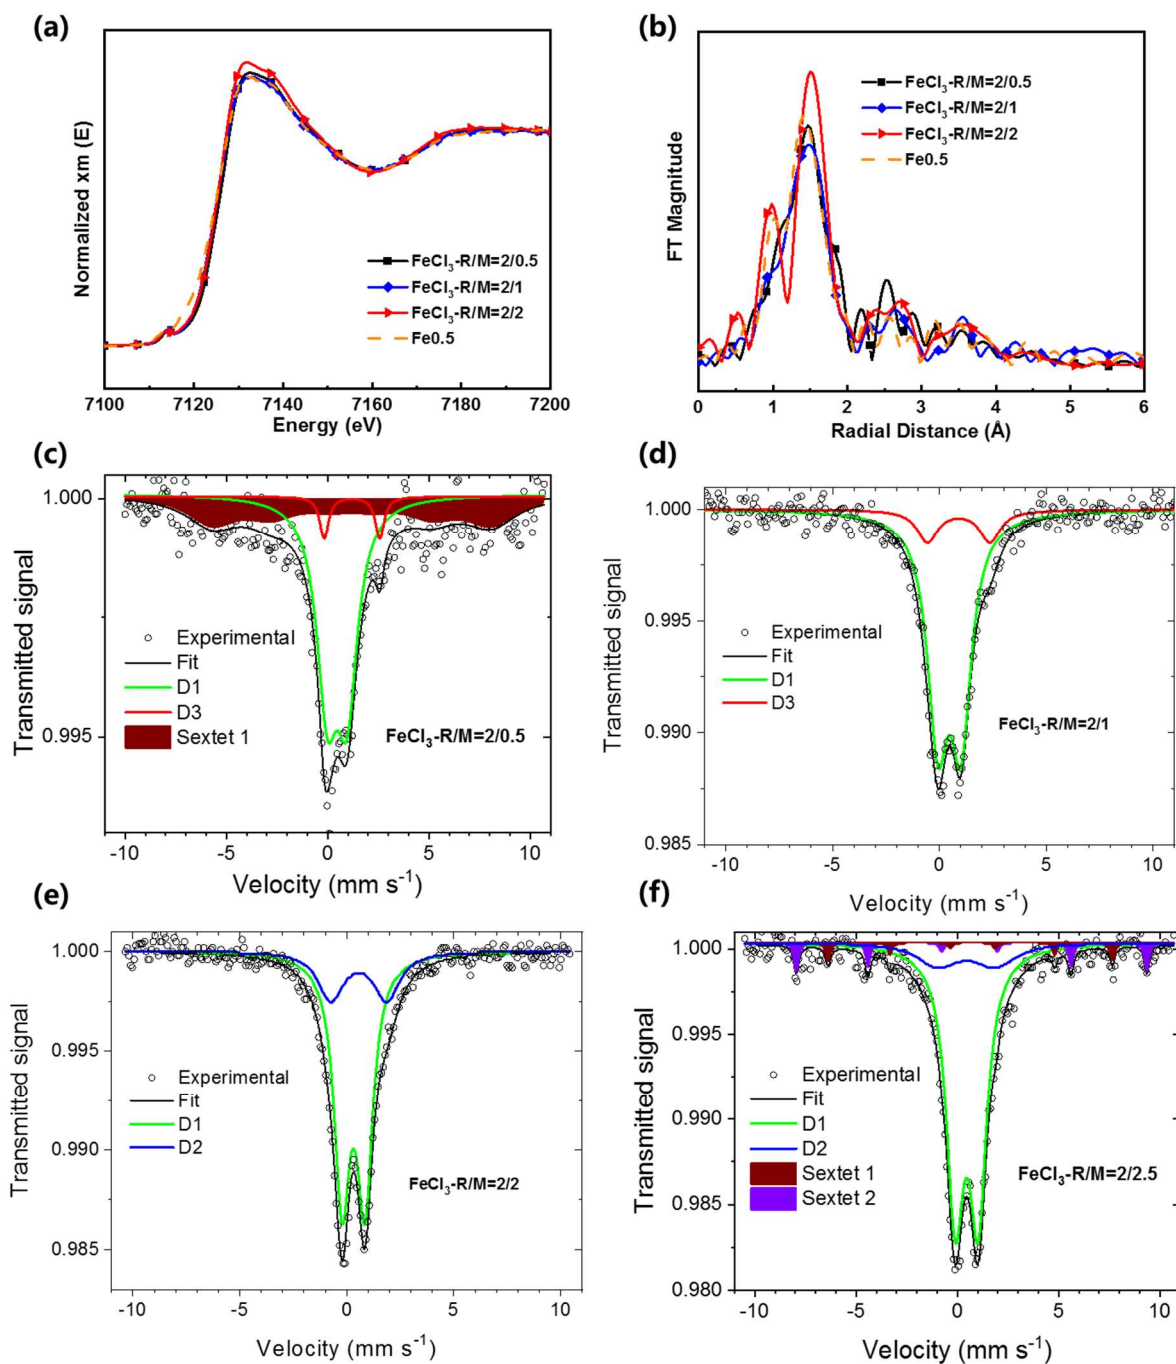 (a)
Normalized xm (E)
FeCl₃-R/M=2/0.5
FeCl₃-R/M=2/1
FeCl₃-R/M=2/2
Fe0.5
7100 7120 7140 7160 7180 7200
Energy (eV)
(b)
FT Magnitude
FeCl₃-R/M=2/0.5
FeCl₃-R/M=2/1
FeCl₃-R/M=2/2
Fe0.5
0 1 2 3 4 5 6
Radial Distance (Å)
(c)
Transmitted signal
1.000
0.995
Experimental
Fit
D1
D3
Sextet 1
FeCl₃-R/M=2/0.5
-10 -5 0 5 10
Velocity (mm s⁻¹)
(d)
Transmitted signal
1.000
0.995
0.990
0.985
Experimental
Fit
D1
D3
FeCl₃-R/M=2/1
-10 -5 0 5 10
Velocity (mm s⁻¹)
(e)
Transmitted signal
1.000
0.995
0.990
0.985
Experimental
Fit
D1
D2
FeCl₃-R/M=2/2
-10 -5 0 5 10
Velocity (mm s⁻¹)
(f)
Transmitted signal
1.000
0.995
0.990
0.985
0.980
Experimental
Fit
D1
D2
Sextet 1
Sextet 2
FeCl₃-R/M=2/2.5
-10 -5 0 5 10
Velocity (mm s⁻¹)